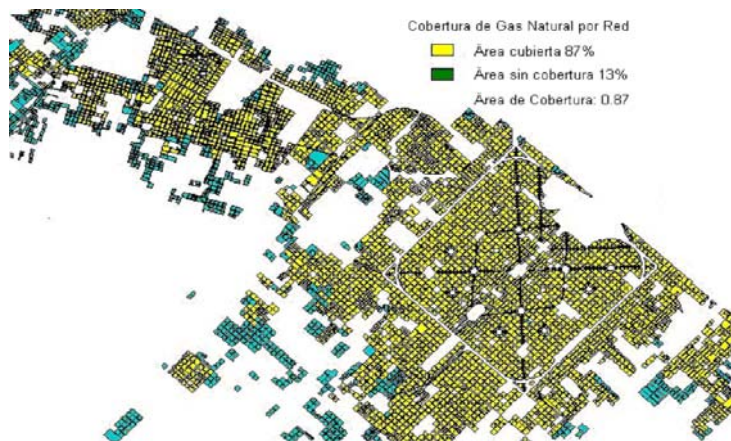 Cobertura de Gas Natural por Red
Área cubierta 87%
Área sin cobertura 13%
Área de Cobertura: 0.87